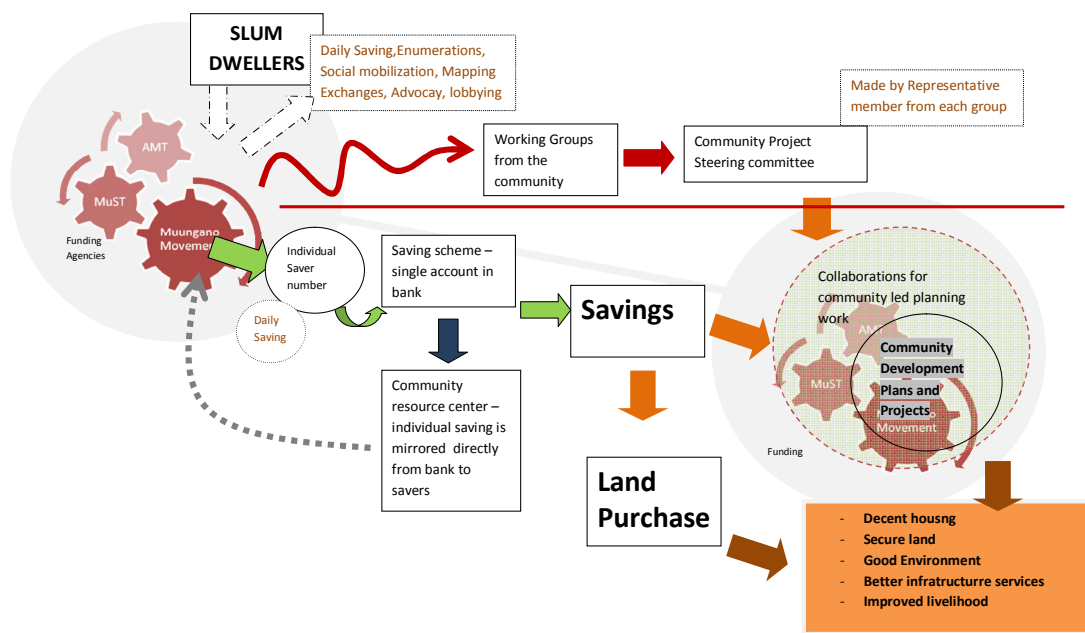 SLUM
DWELLERS
Daily Saving,Enumerations,
Social mobilization, Mapping
Exchanges, Advocay, lobbying
Made by Representative
member from each group
Working Groups
from the
community
Community Project
Steering committee
AMT
MuST
Muungano
Movement
Funding
Agencies
Individual
Saver
number
Daily
Saving
Saving scheme –
single account in
bank
Savings
Community
resource center –
individual saving is
mirrored directly
from bank to
savers
Land
Purchase
Collaborations for
community led planning
work
AMT
MuST
Community
Development
Plans and
Projects
Movement
Funding
- Decent housng
- Secure land
- Good Environment
- Better infratructurre services
- Improved livelihood